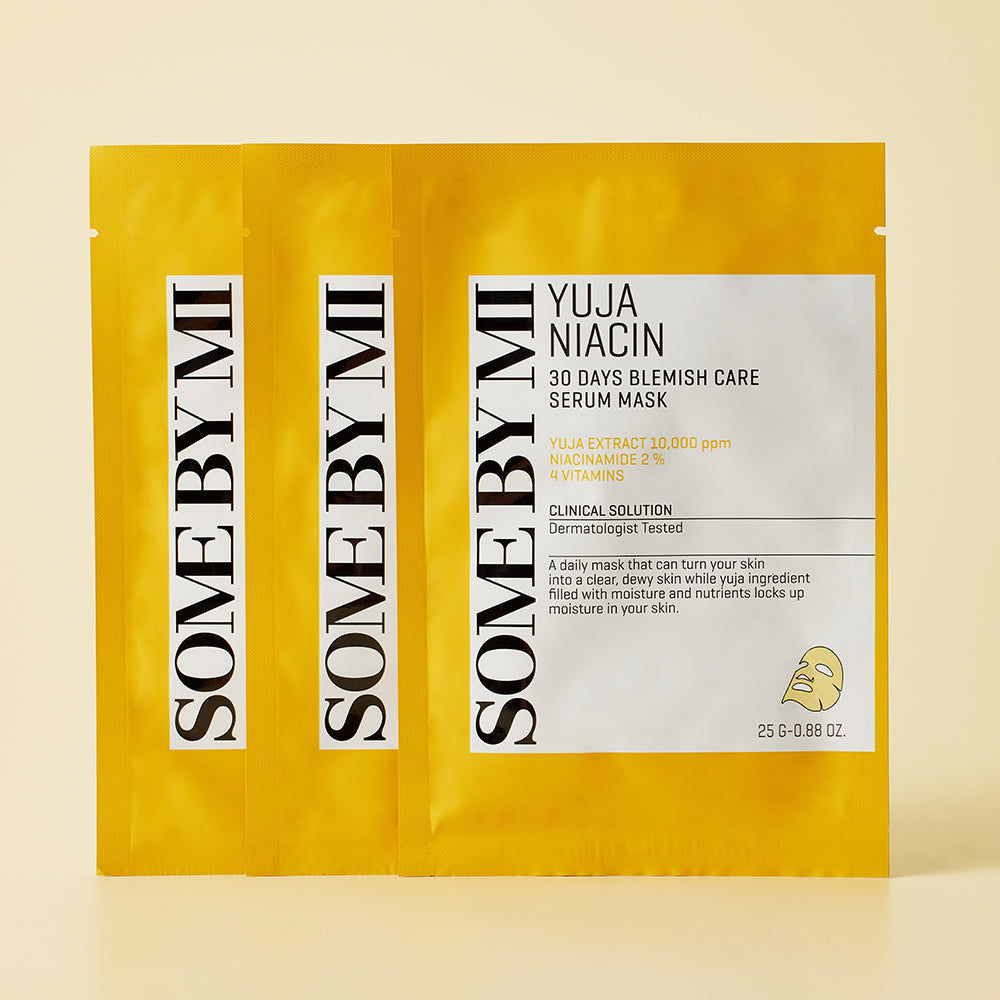 SOME BY MI
SOME BY MI
SOME BY MI
YUJA
NIACIN
30 DAYS BLEMISH CARE
SERUM MASK
YUJA EXTRACT 10,000 ppm
NIACINAMIDE 2 %
4 VITAMINS
CLINICAL SOLUTION
Dermatologist Tested
A daily mask that can turn your skin
into a clear, dewy skin while yuja ingredient
filled with moisture and nutrients locks up
moisture in your skin.
25 G-0.88 OZ.